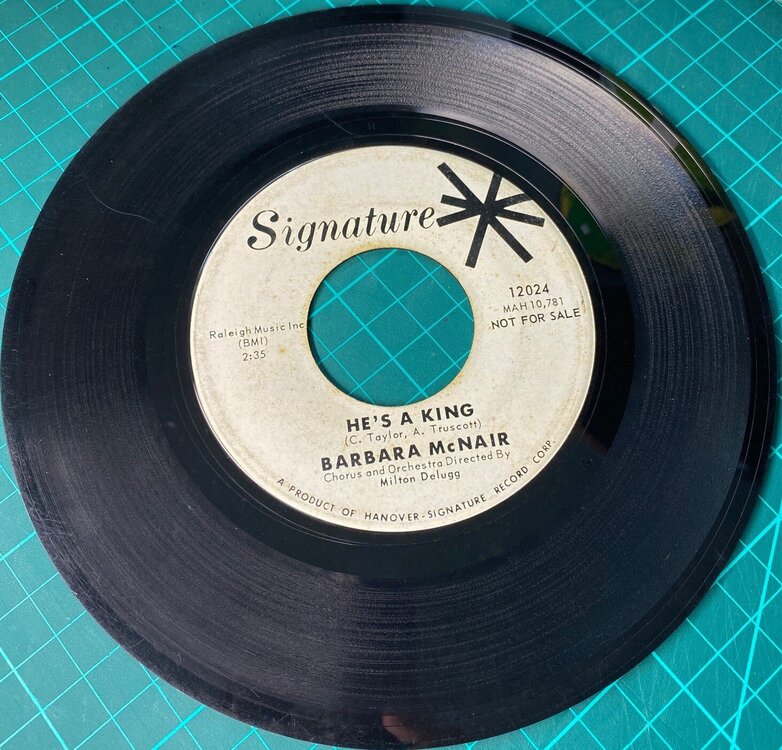 Signature
12024
MAH 10,781
NOT FOR SALE
Raleigh Music Inc
(BMI)
2:35
HE'S A KING
(C. Taylor, A. Truscott)
BARBARA McNAIR
Chorus and Orchestra Directed By
Milton Delugg
A PRODUCT OF HANOVER-SIGNATURE RECORD CORP.